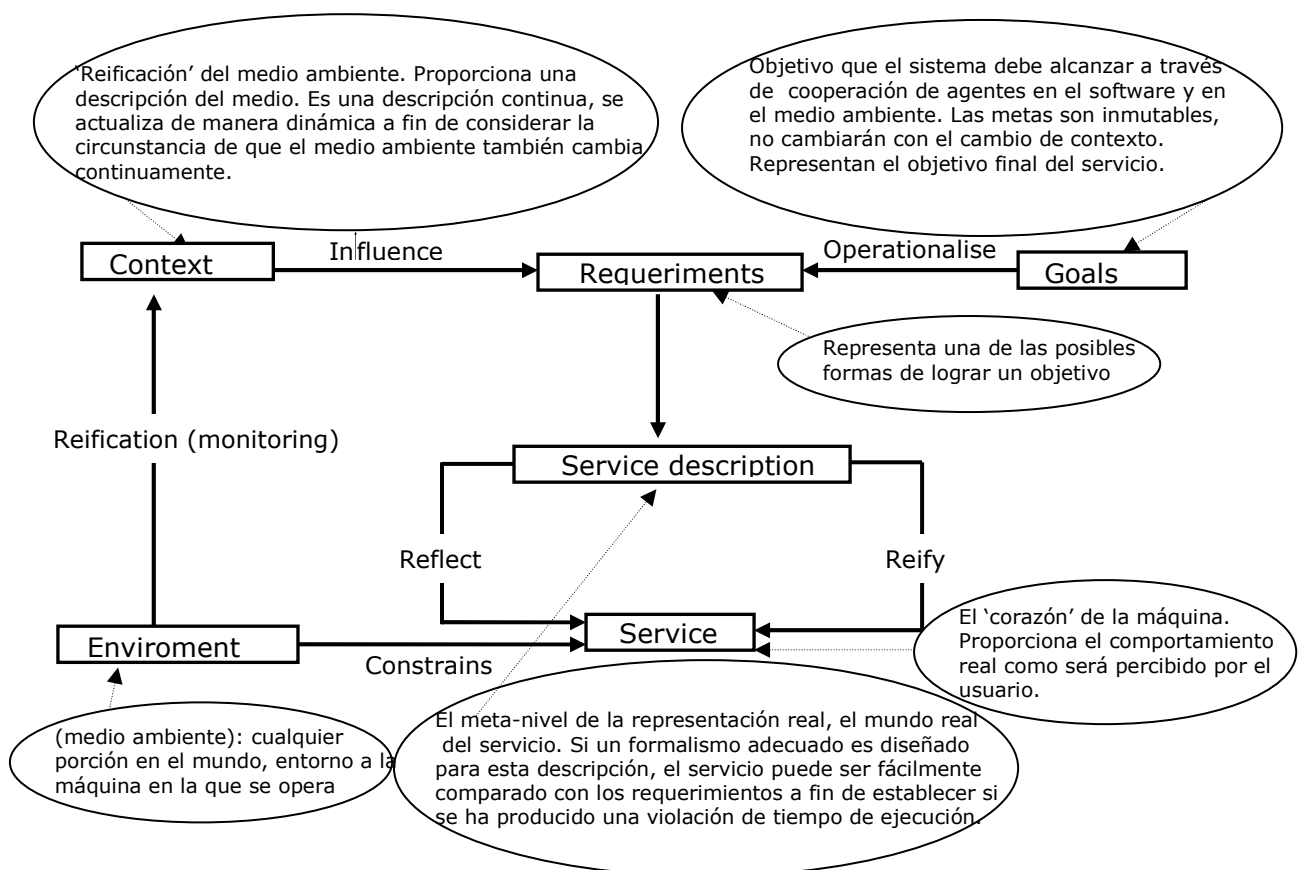 ‘Reificación’ del medio ambiente. Proporciona una
descripción del medio. Es una descripción continua, se
actualiza de manera dinámica a fin de considerar la
circunstancia de que el medio ambiente también cambia
continuamente.
Objetivo que el sistema debe alcanzar a través
de cooperación de agentes en el software y en
el medio ambiente. Las metas son inmutables,
no cambiarán con el cambio de contexto.
Representan el objetivo final del servicio.
Context
Influence
Requeriments
Operationalise
Goals
Representa una de las posibles
formas de lograr un objetivo
Reification (monitoring)
Service description
Reflect
Reify
Enviroment
Constrains
Service
El ‘corazón’ de la máquina.
Proporciona el comportamiento
real como será percibido por el
usuario.
(medio ambiente): cualquier
porción en el mundo, entorno a la
máquina en la que se opera
El meta-nivel de la representación real, el mundo real
del servicio. Si un formalismo adecuado es diseñado
para esta descripción, el servicio puede ser fácilmente
comparado con los requerimientos a fin de establecer si
se ha producido una violación de tiempo de ejecución.